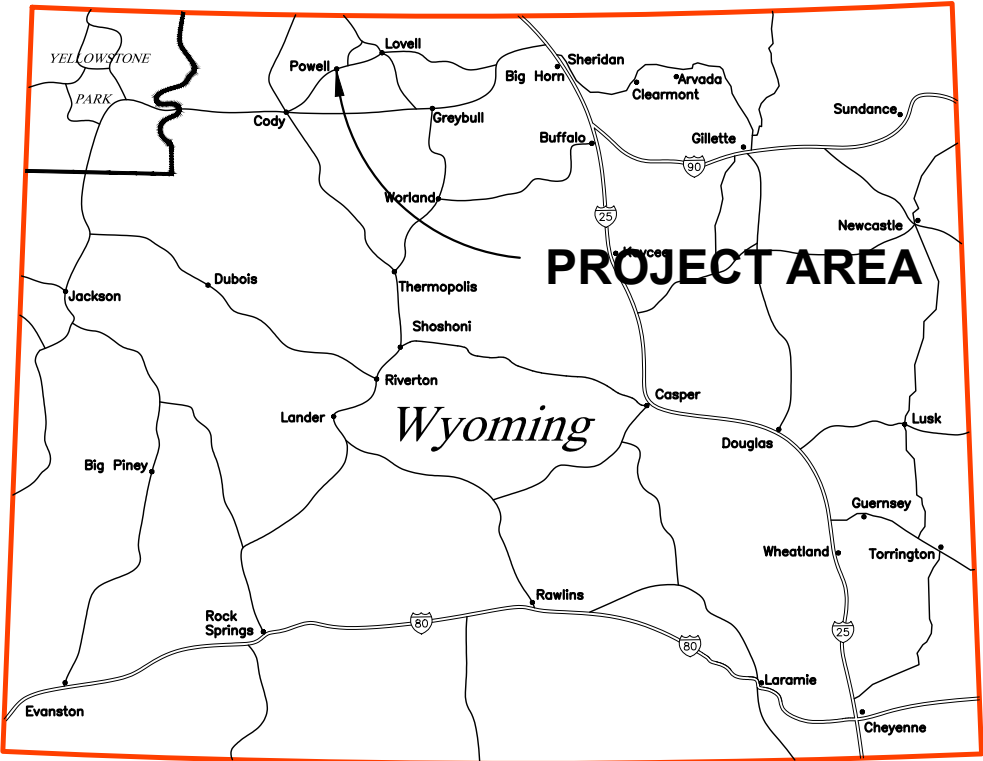 Lovell
YELLOWSTONE
Powell
Sheridan
Big Horn
Arvada
PARK
Clearmont
Sundance
Cody
Greybull
Buffalo
Gillette
90
Worland
25
Newcastle
Kaycee
PROJECT AREA
Dubois
Thermopolis
Jackson
Shoshoni
Riverton
Casper
Lander
Wyoming
Lusk
Douglas
Big Piney
Guernsey
Wheatland
Torrington
Rawlins
Rock
Springs
80
25
80
Laramie
Evanston
Cheyenne